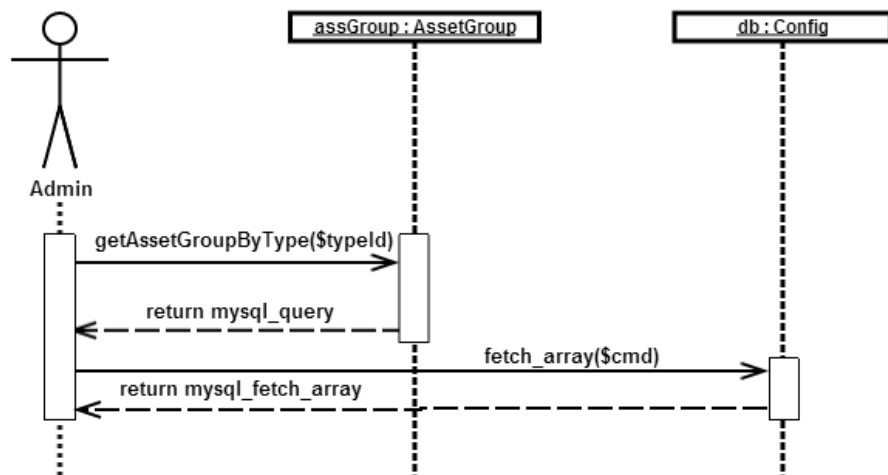 assGroup : AssetGroup
db : Config
Admin
getAssetGroupByType($typeId)
return mysql_query
fetch_array($cmd)
return mysql_fetch_array